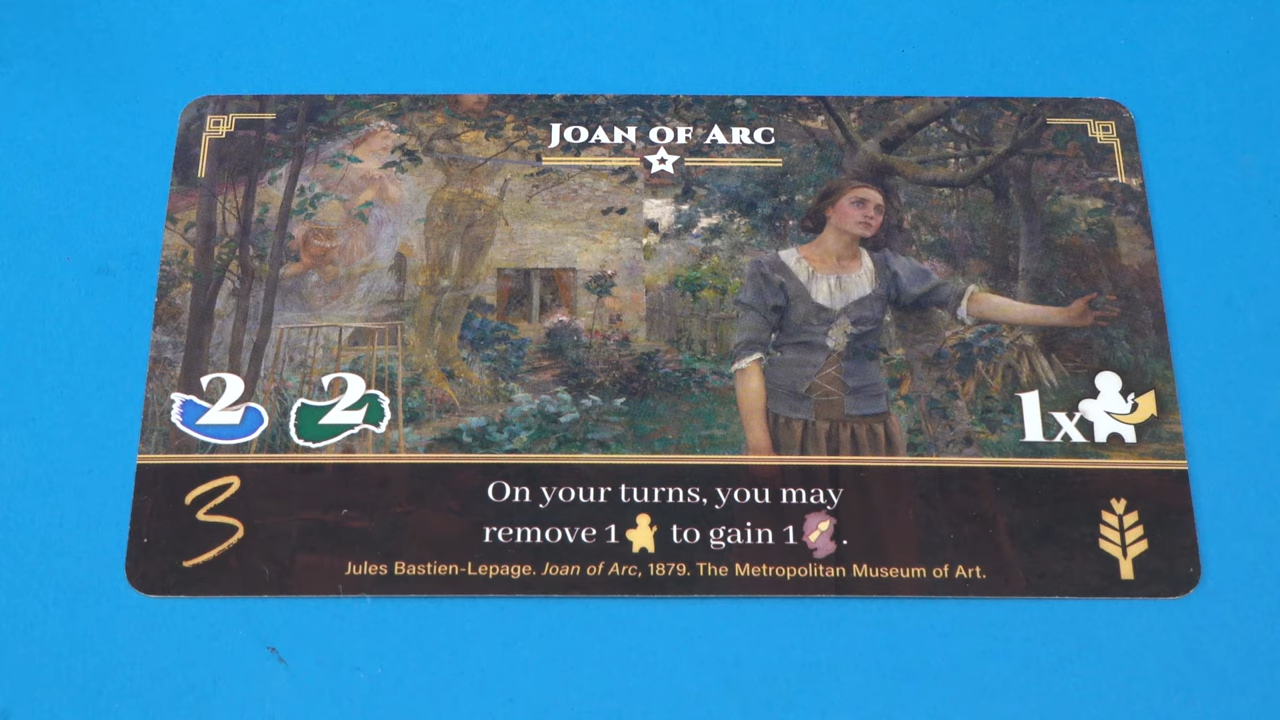 JOAN OF ARC
2 2
1x
3
On your turns, you may
remove 1 to gain 1 .
Jules Bastien-Lepage. Joan of Arc, 1879. The Metropolitan Museum of Art.